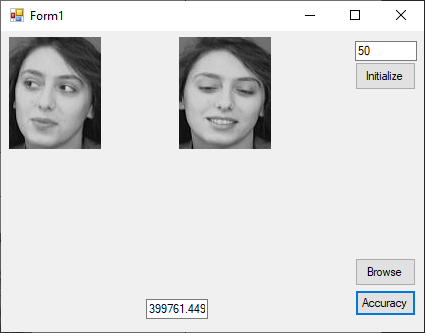 Form1
50
Initialize
Browse
Accuracy
399761.449